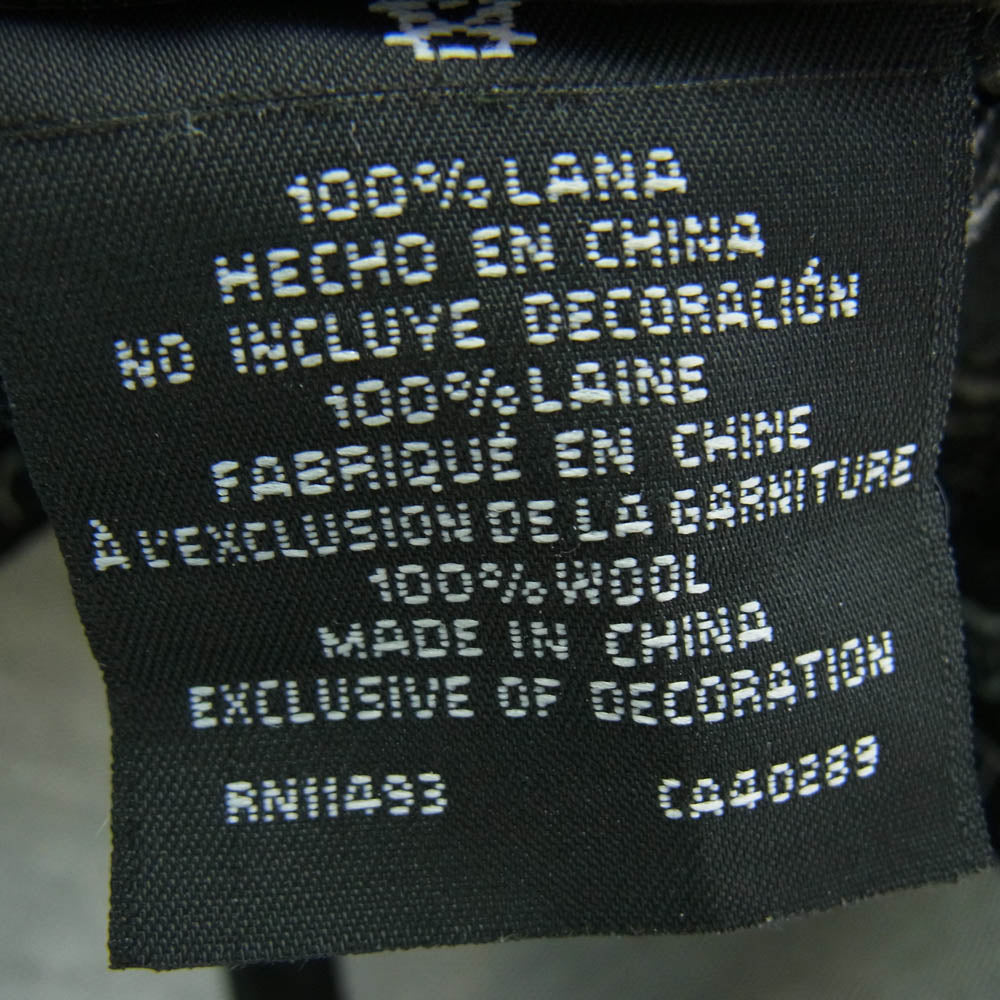 100% LANA
HECHO EN CHINA
NO INCLUYE DECORACIÓN
100% LAINE
FABRIQUÉ EN CHINE
À L'EXCLUSION DE LA GARNITURE
100% WOOL
MADE IN CHINA
EXCLUSIVE OF DECORATION
RN11493 CA40289